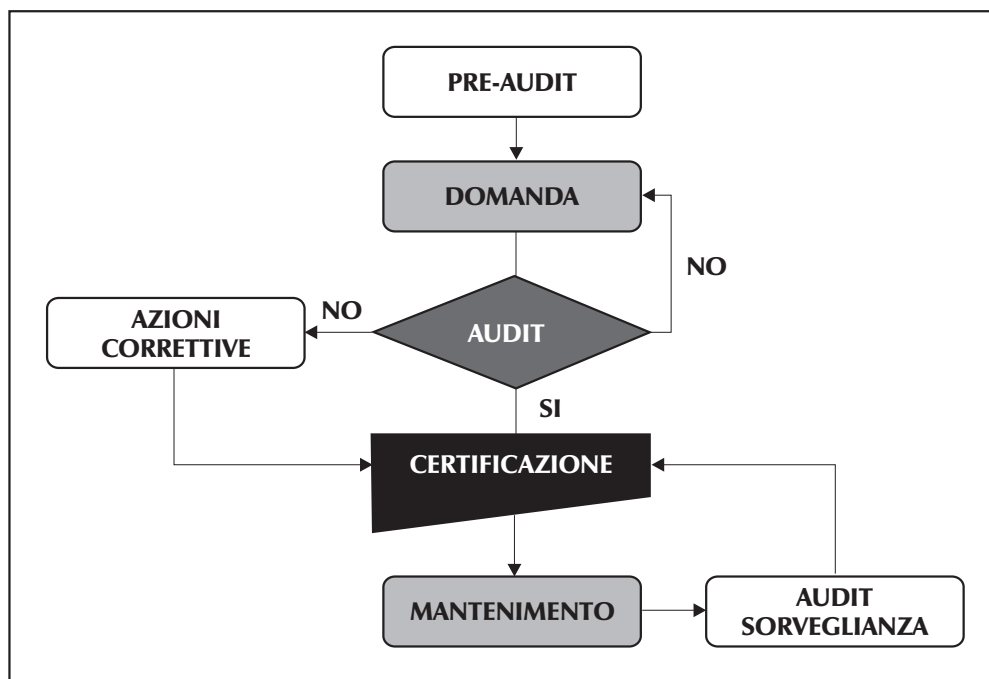 PRE-AUDIT
DOMANDA
NO
NO
AZIONI
CORRETTIVE
AUDIT
SI
CERTIFICAZIONE
MANTENIMENTO
AUDIT
SORVEGLIANZA